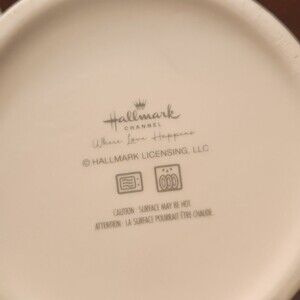 Hallmark
CHANNEL
Where Love Happens
© HALLMARK LICENSING, LLC
CAUTION : SURFACE MAY BE HOT.
ATTENTION : LA SURFACE POURRAIT ÊTRE CHAUDE.